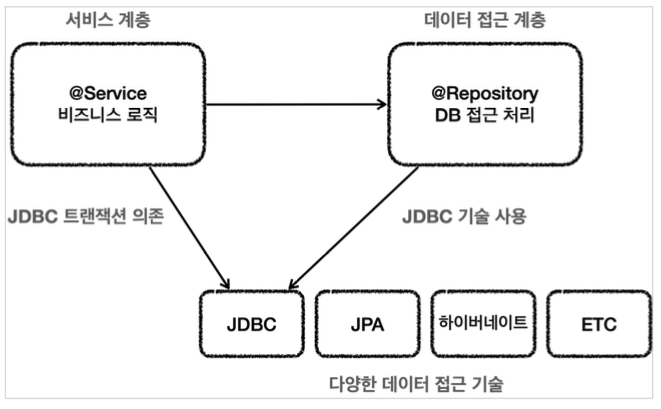 서비스 계층
데이터 접근 계층
@Service
비즈니스 로직
@Repository
DB 접근 처리
JDBC 트랜잭션 의존
JDBC 기술 사용
JDBC
JPA
하이버네이트
ETC
다양한 데이터 접근 기술